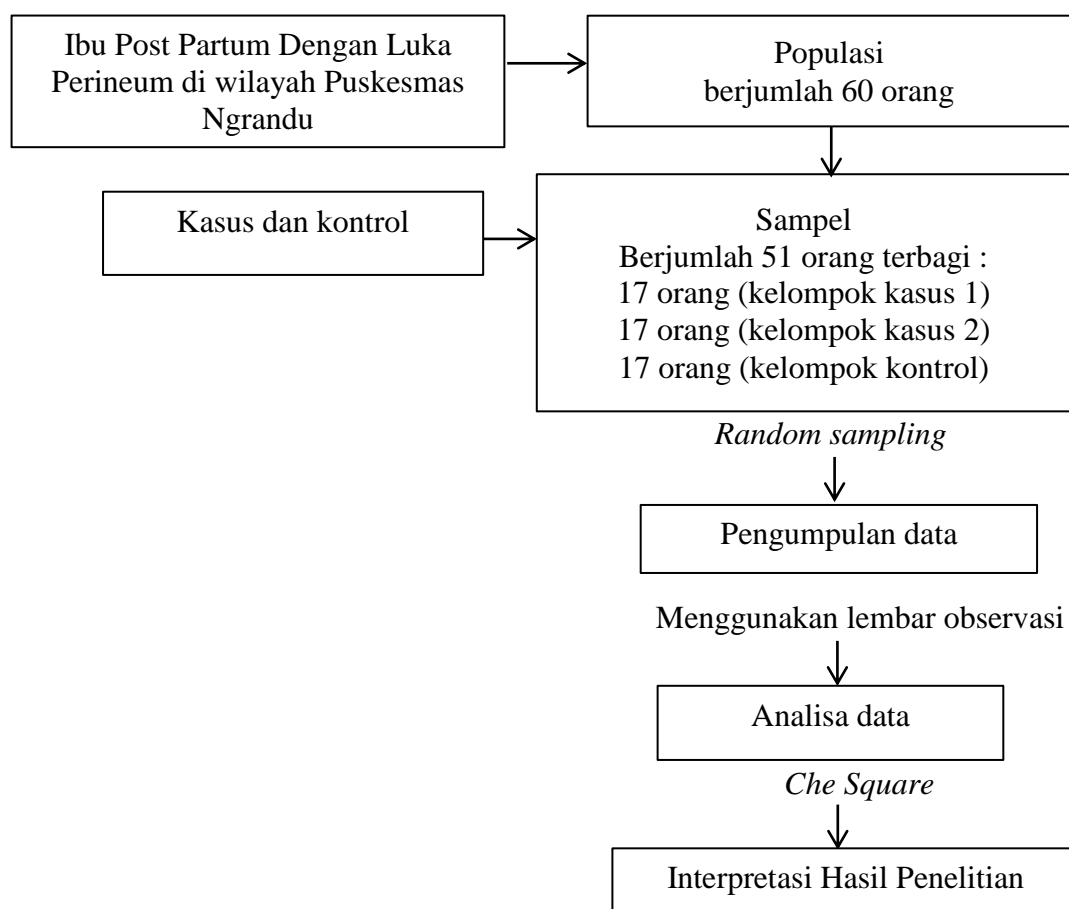 Ibu Post Partum Dengan Luka
Perineum di wilayah Puskesmas
Ngrandu
Populasi
berjumlah 60 orang
Kasus dan kontrol
Sampel
Berjumlah 51 orang terbagi :
17 orang (kelompok kasus 1)
17 orang (kelompok kasus 2)
17 orang (kelompok kontrol)
Random sampling
Pengumpulan data
Menggunakan lembar observasi
Analisa data
Che Square
Interpretasi Hasil Penelitian